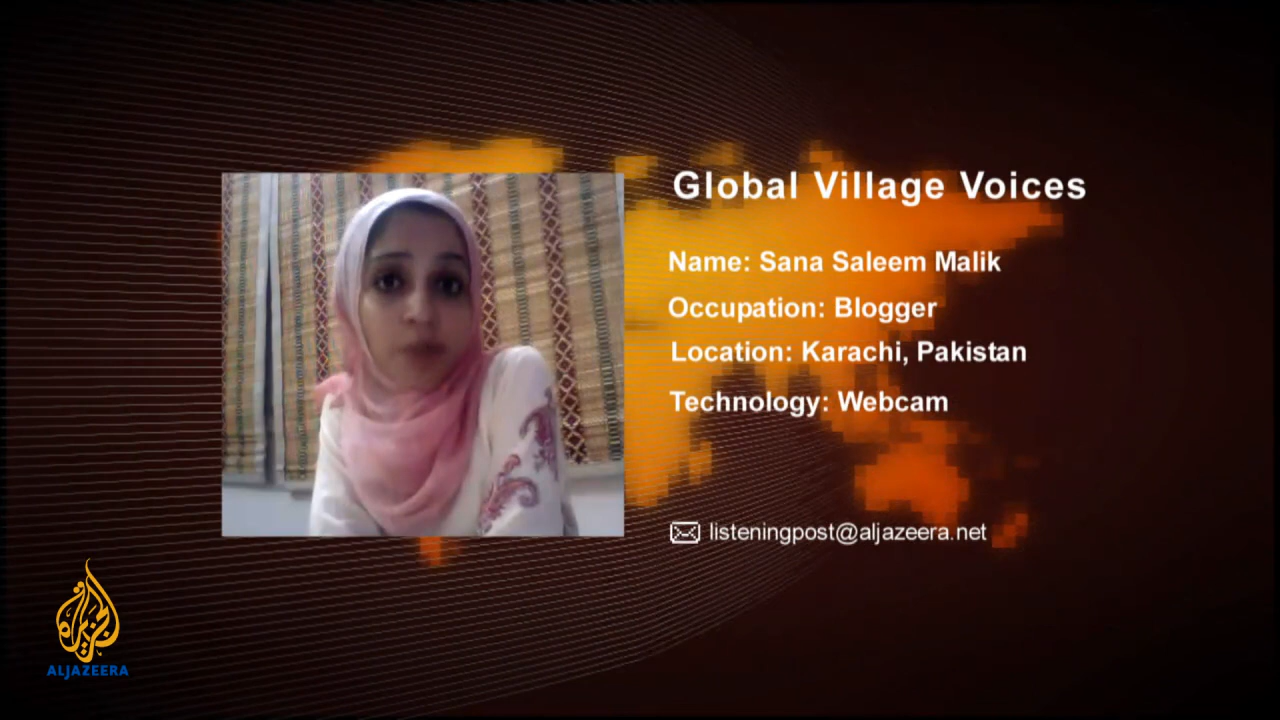 Global Village Voices
Name: Sana Saleem Malik
Occupation: Blogger
Location: Karachi, Pakistan
Technology: Webcam
listeningpost@aljazeera.net
الجزيرة
ALJAZEERA